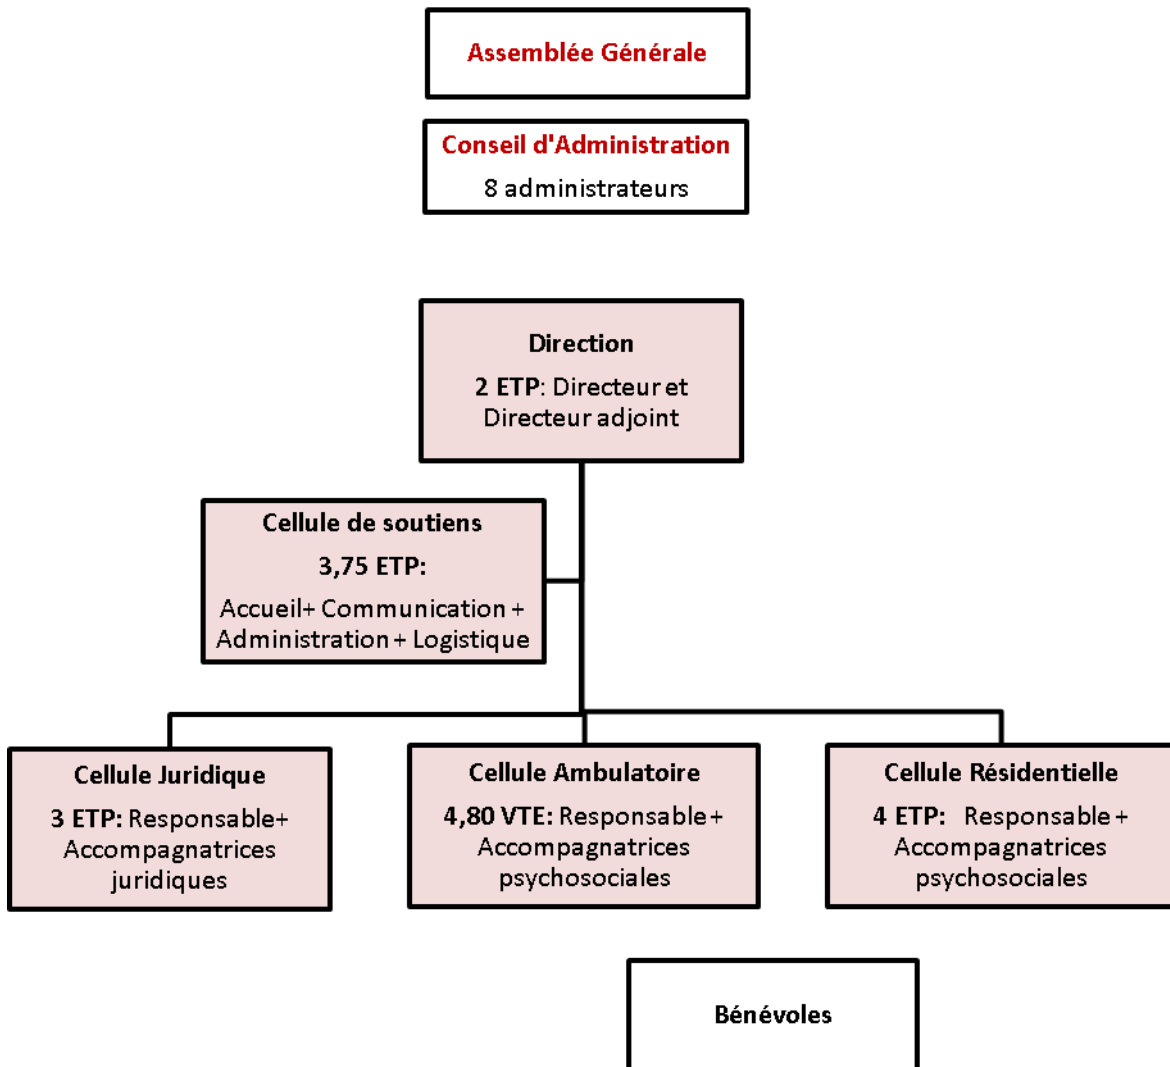 Assemblée Générale
Conseil d'Administration
8 administrateurs
Direction
2 ETP: Directeur et
Directeur adjoint
Cellule de soutiens
3,75 ETP:
Accueil+ Communication +
Administration + Logistique
Cellule Juridique
3 ETP: Responsable+
Accompagnatrices
juridiques
Cellule Ambulatoire
4,80 VTE: Responsable +
Accompagnatrices
psychosociales
Cellule Résidentielle
4 ETP: Responsable +
Accompagnatrices
psychosociales
Bénévoles